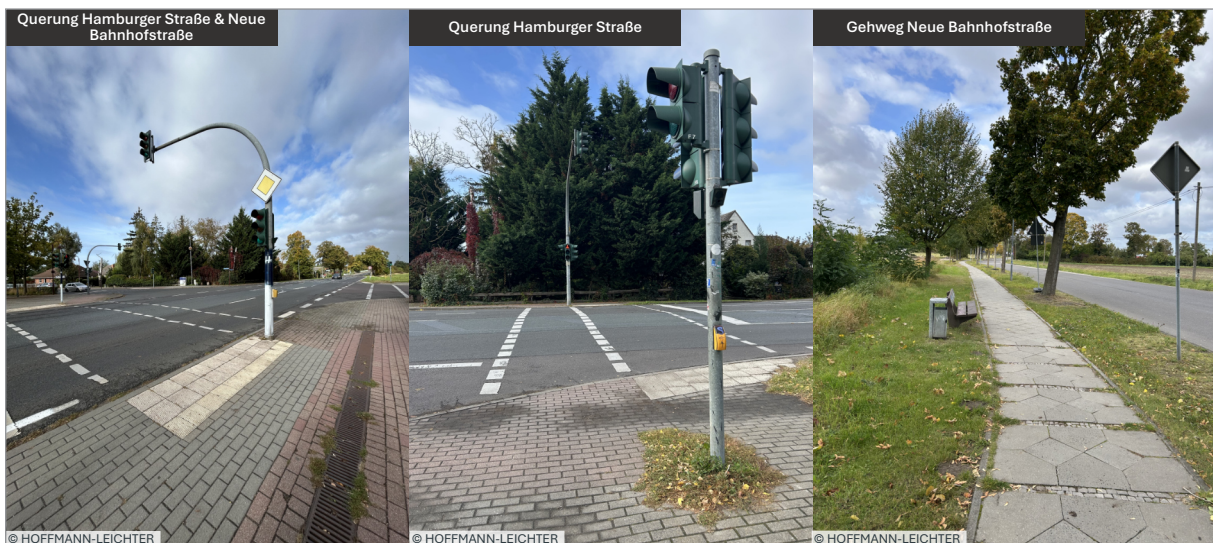 Querung Hamburger Straße & Neue
Bahnhofstraße
Querung Hamburger Straße
Gehweg Neue Bahnhofstraße
© HOFFMANN-LEICHTER
© HOFFMANN-LEICHTER
© HOFFMANN-LEICHTER